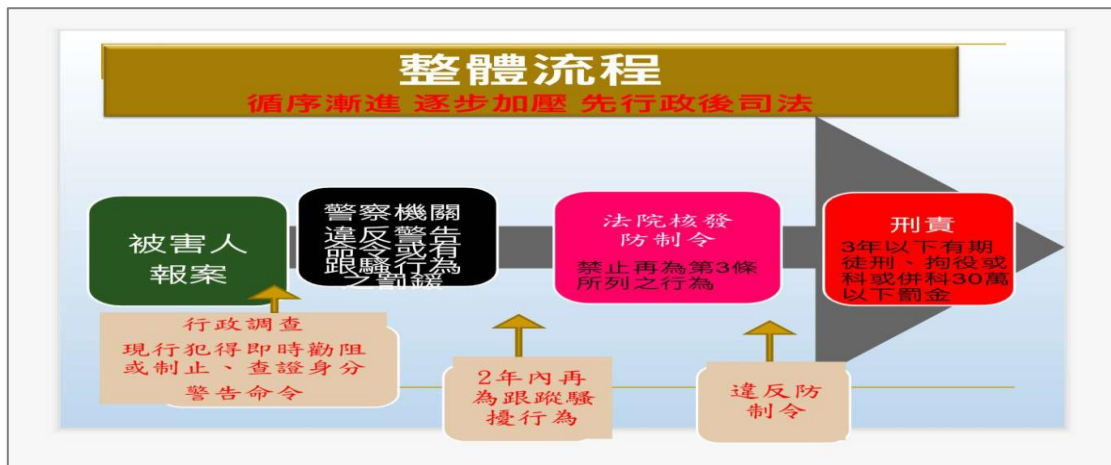 整體流程
循序漸進 逐步加壓 先行政後司法
被害人
報案
警察機關
違反警告
命令或有
跟騷行為
之罰鍰
法院核發
防制令
禁止再為第3條
所列之行為
刑責
3年以下有期
徒刑、拘役或
科或併科30萬
以下罰金
行政調查
現行犯得即時勸阻
或制止、查證身分
警告命令
2年內再
為跟蹤騷
擾行為
違反防
制令